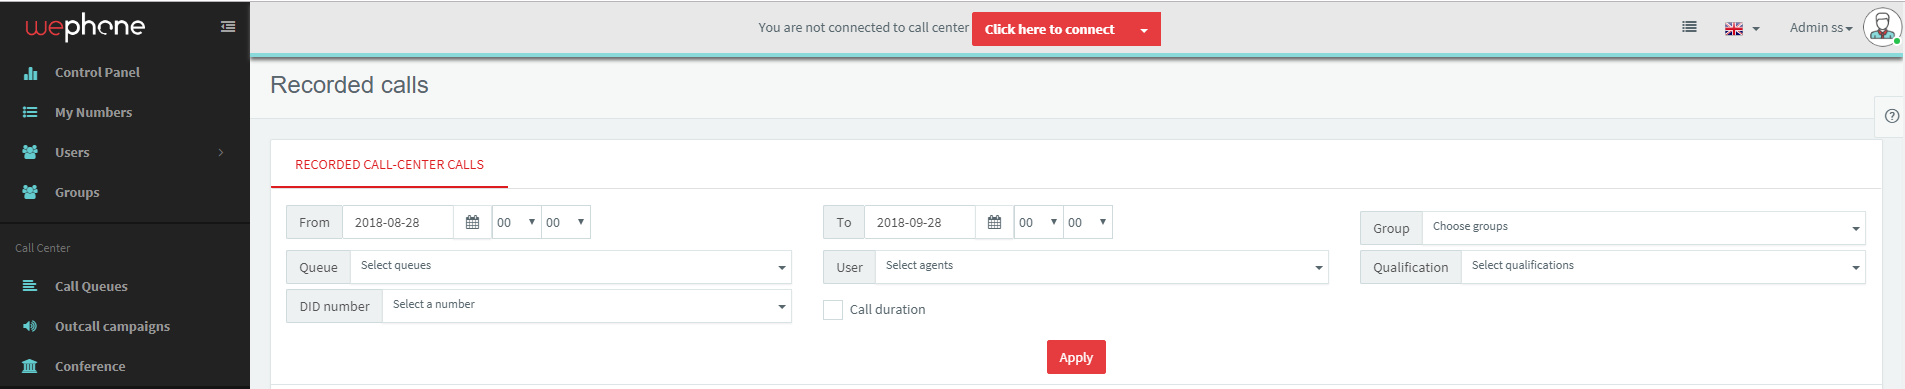 wephone
You are not connected to call center Click here to connect
Admin ss
Control Panel
My Numbers
Users
Groups
Call Center
Call Queues
Outcall campaigns
Conference
Recorded calls
RECORDED CALL-CENTER CALLS
From 2018-08-28 00 00
To 2018-09-28 00 00
Group Choose groups
Queue Select queues
User Select agents
Qualification Select qualifications
DID number Select a number
Call duration
Apply